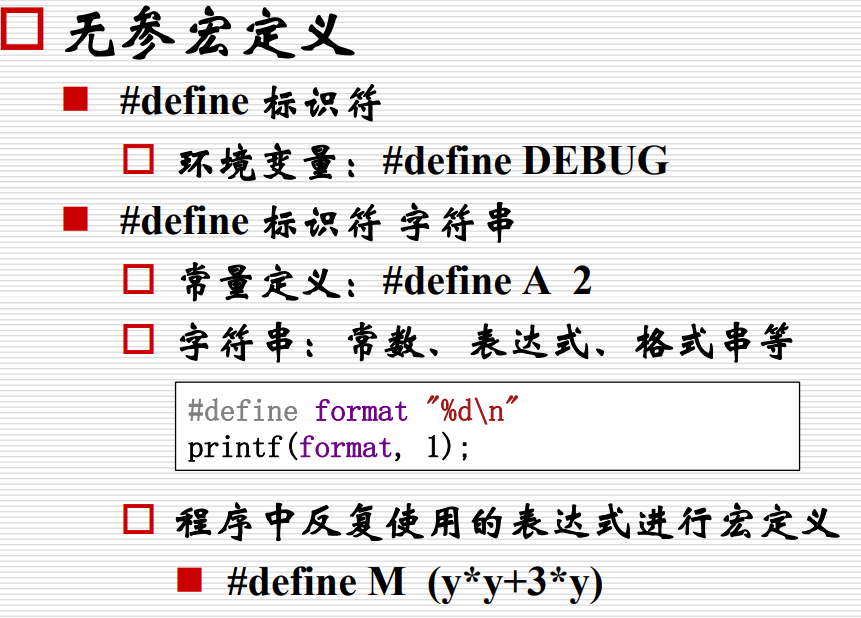 无参宏定义
#define 标识符
环境变量：#define DEBUG
#define 标识符 字符串
常量定义：#define A 2
字符串：常数、表达式、格式串等
#define format "%d\n"
printf(format, 1);
程序中反复使用的表达式进行宏定义
#define M (y*y+3*y)